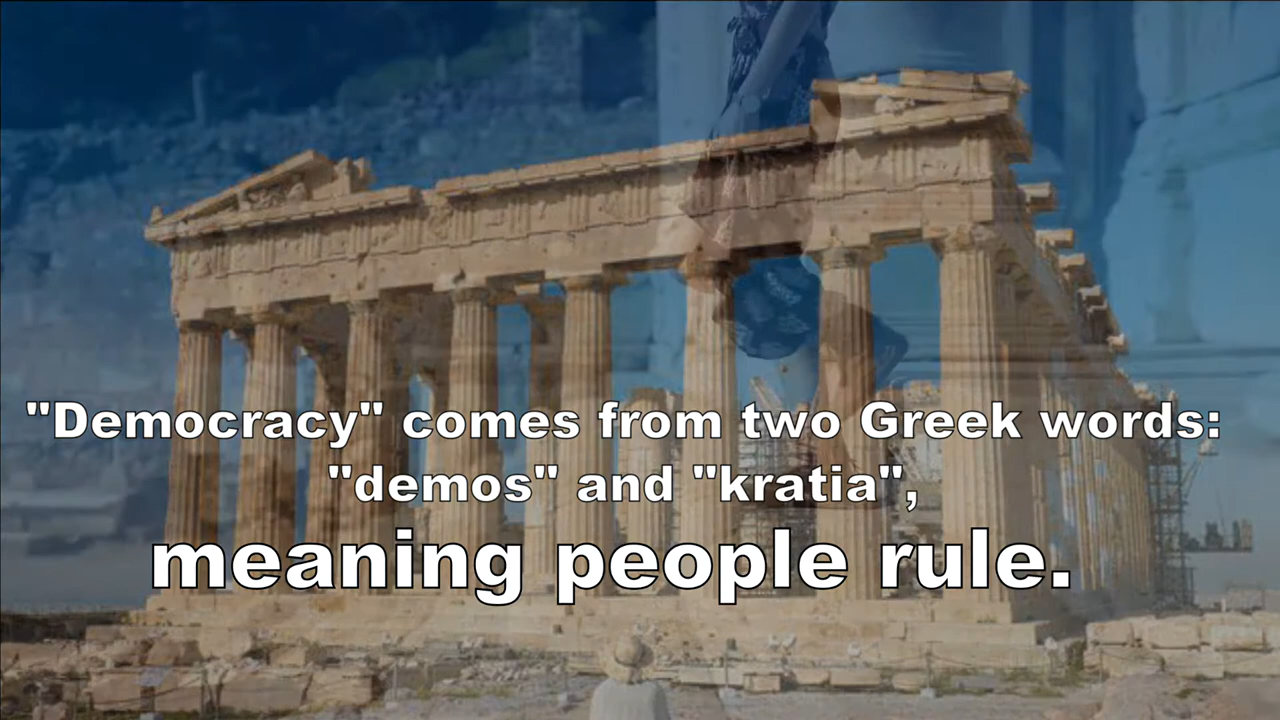 "Democracy" comes from two Greek words:
"demos" and "kratia",
meaning people rule.